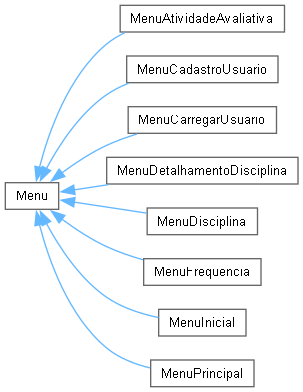 MenuAtividadeAvaliativa
MenuCadastroUsuario
MenuCarregarUsuario
MenuDetalhamentoDisciplina
Menu
MenuDisciplina
MenuFrequencia
MenuInicial
MenuPrincipal